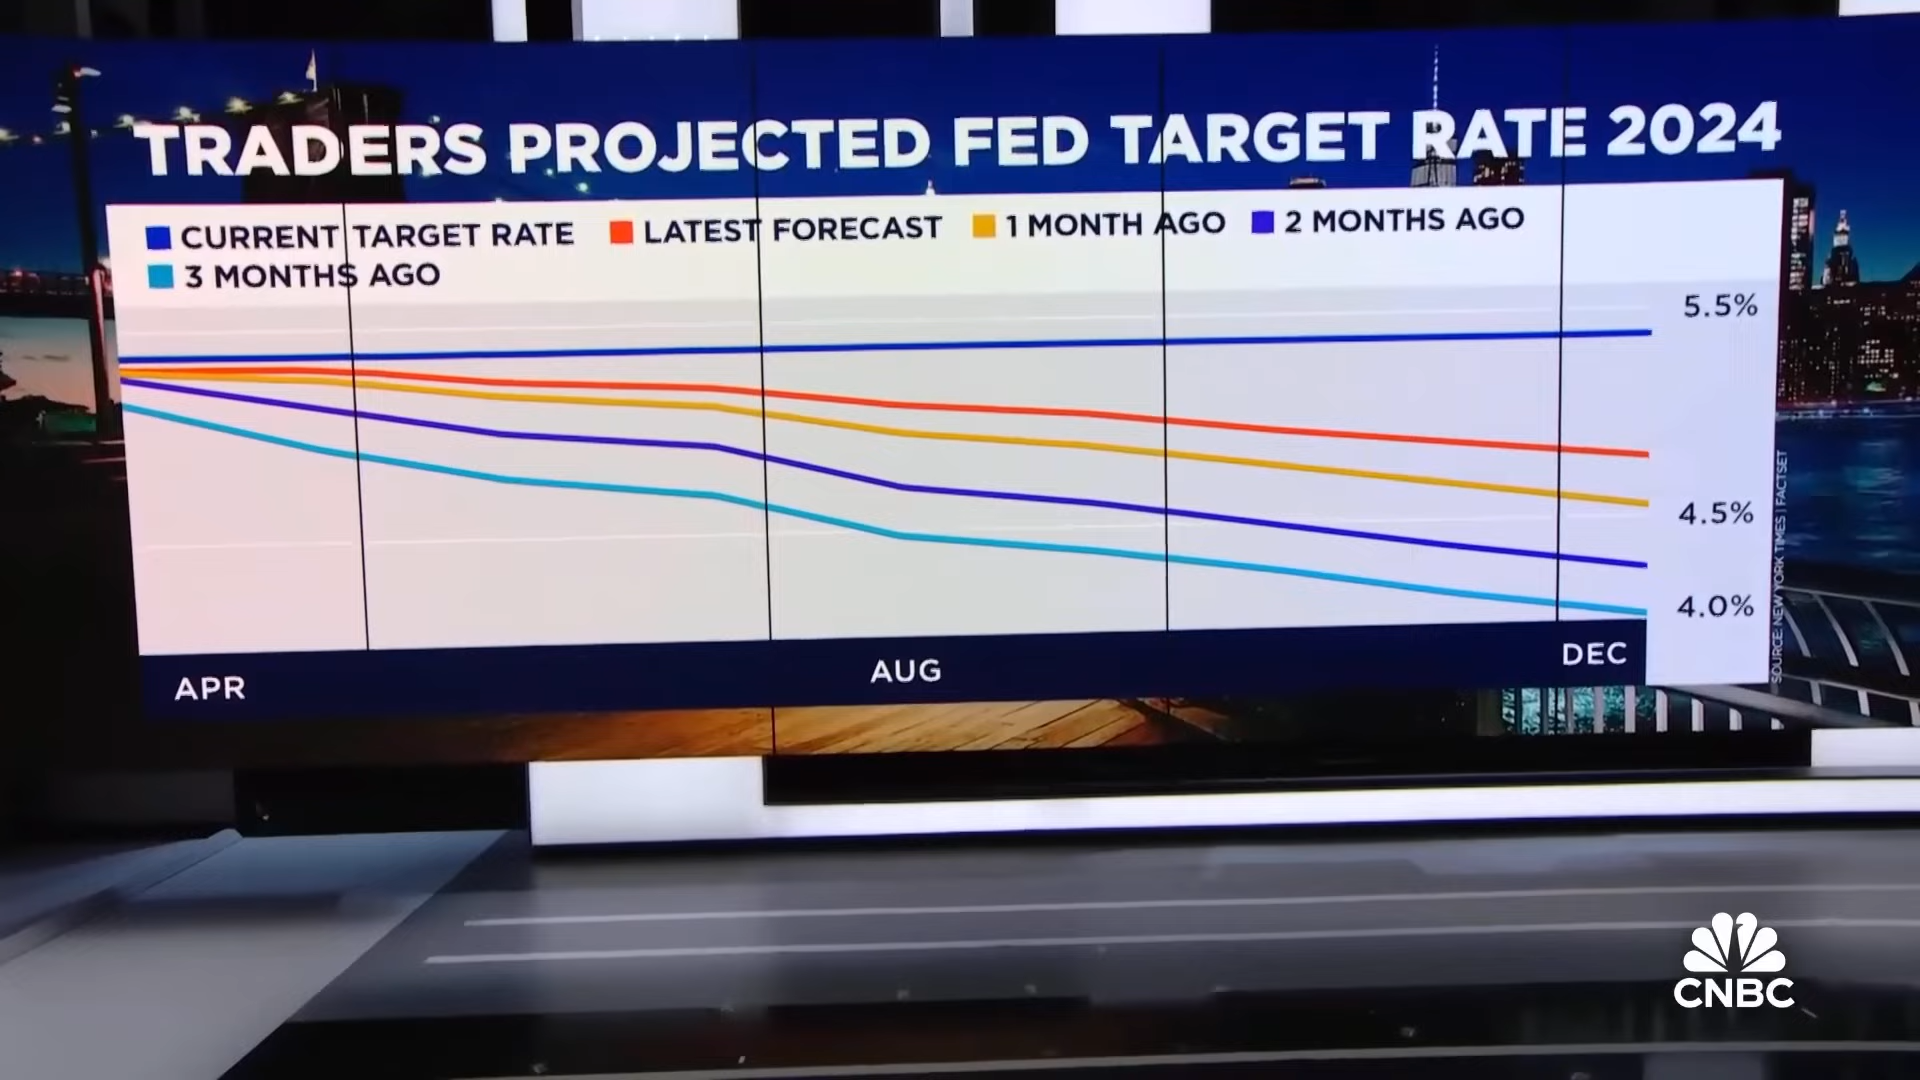 TRADERS PROJECTED FED TARGET RATE 2024
CURRENT TARGET RATE LATEST FORECAST 1 MONTH AGO 2 MONTHS AGO
3 MONTHS AGO
5.5%
4.5%
4.0%
APR AUG DEC
SOURCE: NEW YORK TIMES | FACTSET
CNBC